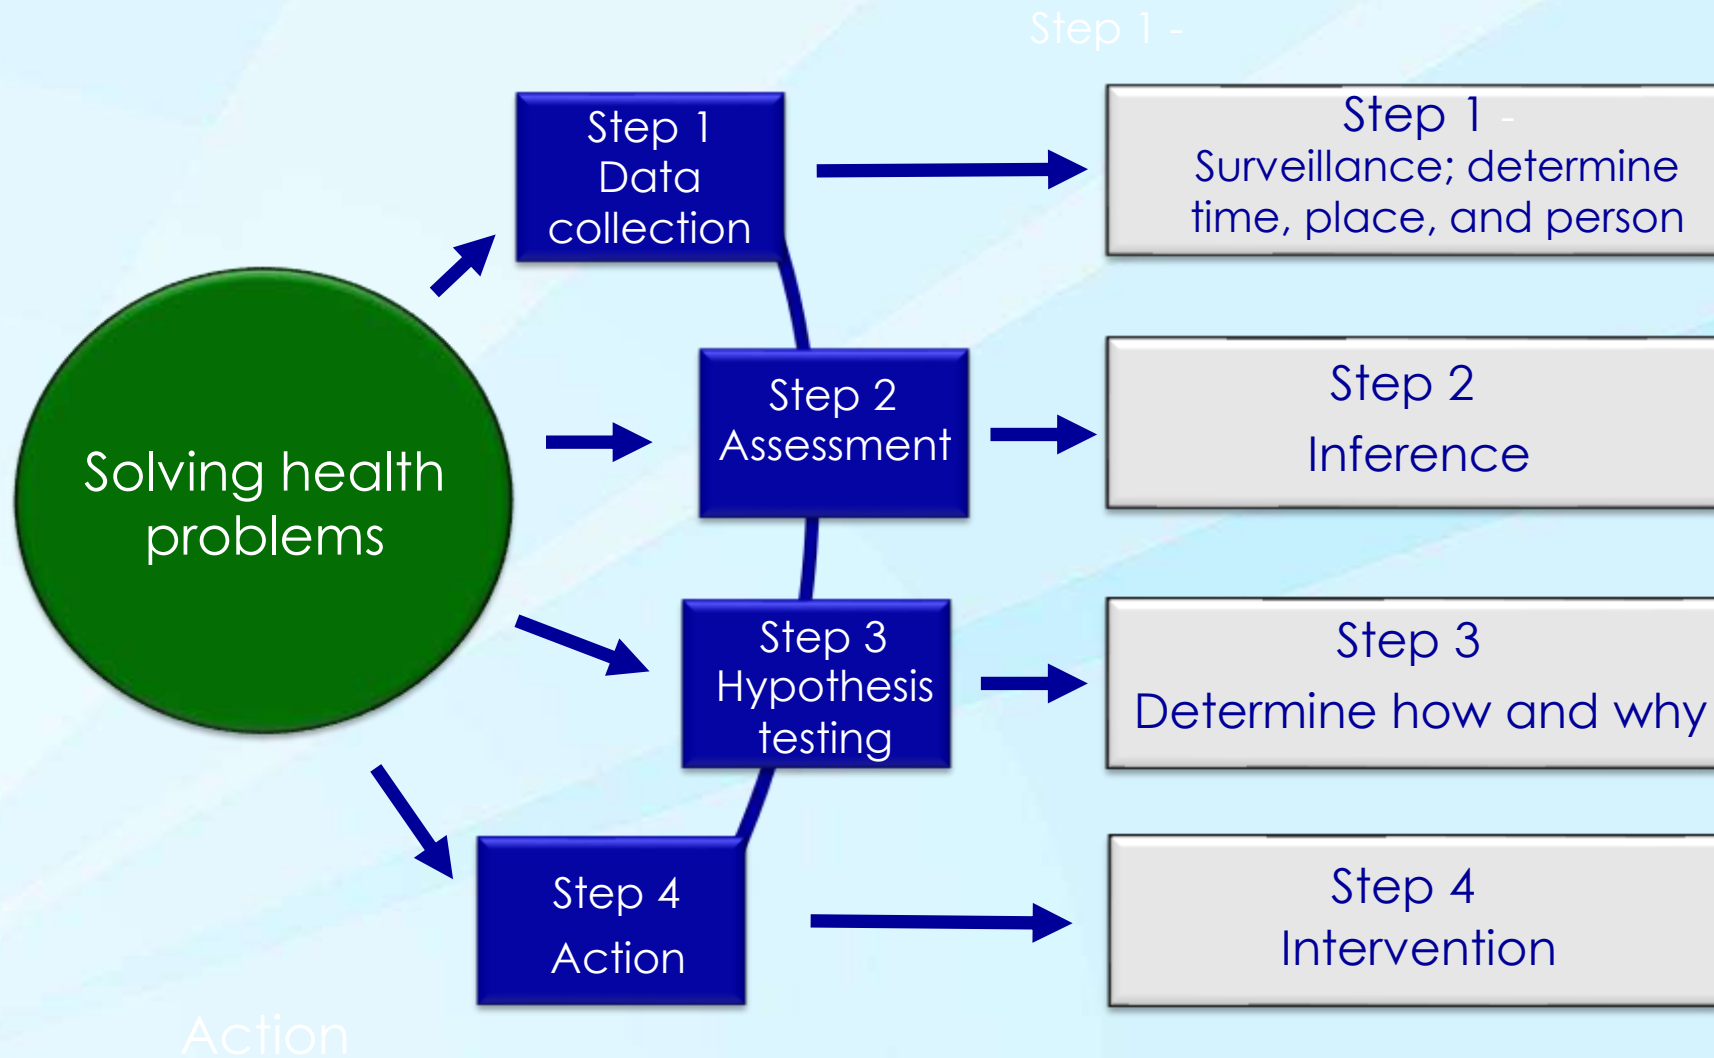 Step 1 -
Step 1
Data
collection
Step 1 -
Surveillance; determine
time, place, and person
Solving health
problems
Step 2
Assessment
Step 2
Inference
Step 3
Hypothesis
testing
Step 3
Determine how and why
Step 4
Action
Step 4
Intervention
Action